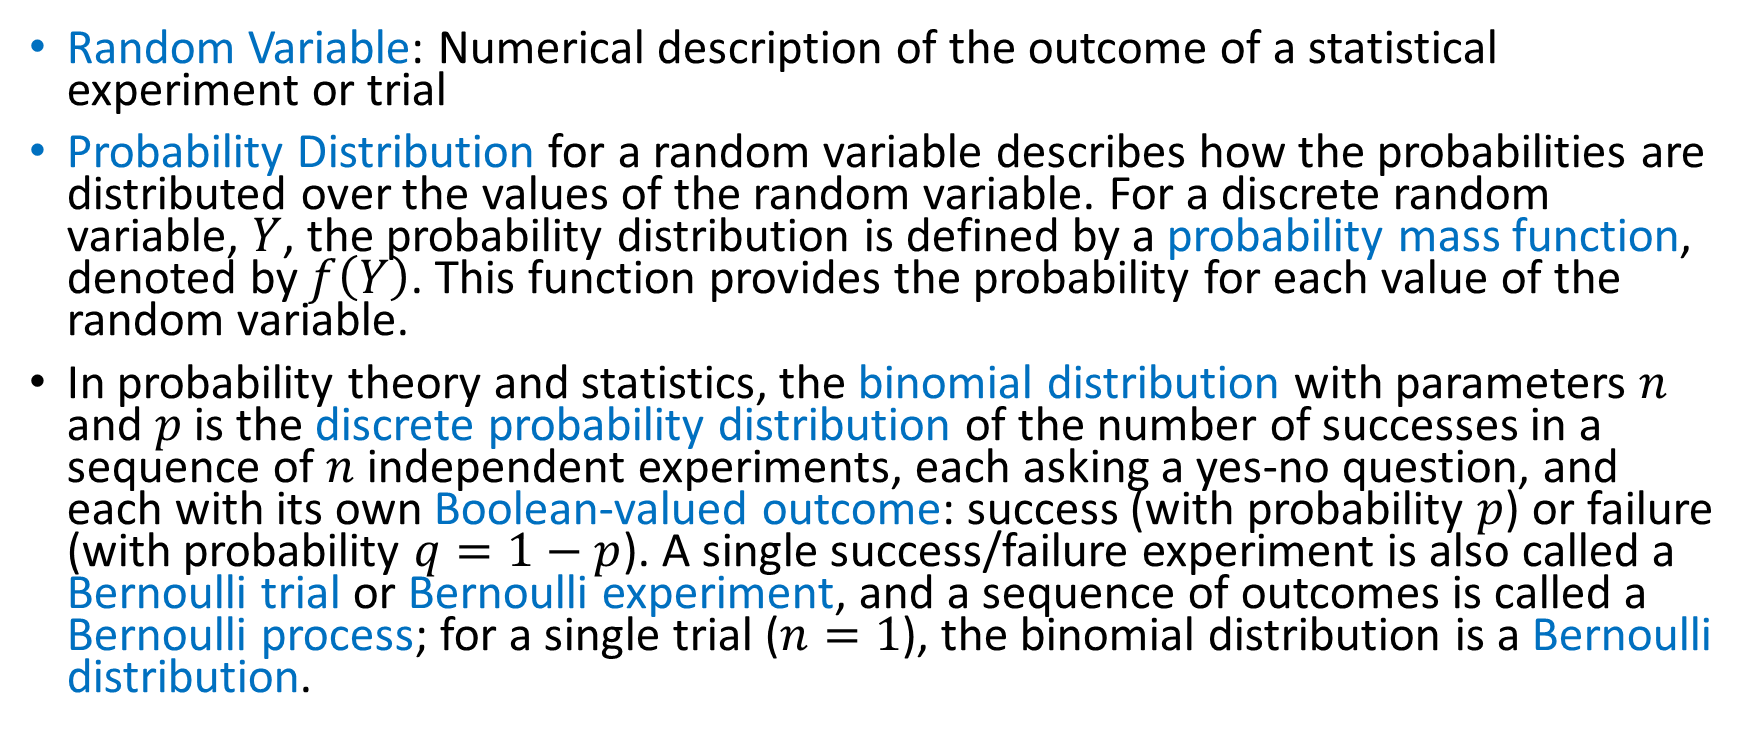 • Random Variable: Numerical description of the outcome of a statistical
experiment or trial
• Probability Distribution for a random variable describes how the probabilities are
distributed over the values of the random variable. For a discrete random
variable, Y, the probability distribution is defined by a probability mass function,
denoted by f(Y). This function provides the probability for each value of the
random variable.
• In probability theory and statistics, the binomial distribution with parameters n
and p is the discrete probability distribution of the number of successes in a
sequence of n independent experiments, each asking a yes-no question, and
each with its own Boolean-valued outcome: success (with probability p) or failure
(with probability q = 1 − p). A single success/failure experiment is also called a
Bernoulli trial or Bernoulli experiment, and a sequence of outcomes is called a
Bernoulli process; for a single trial (n = 1), the binomial distribution is a Bernoulli
distribution.